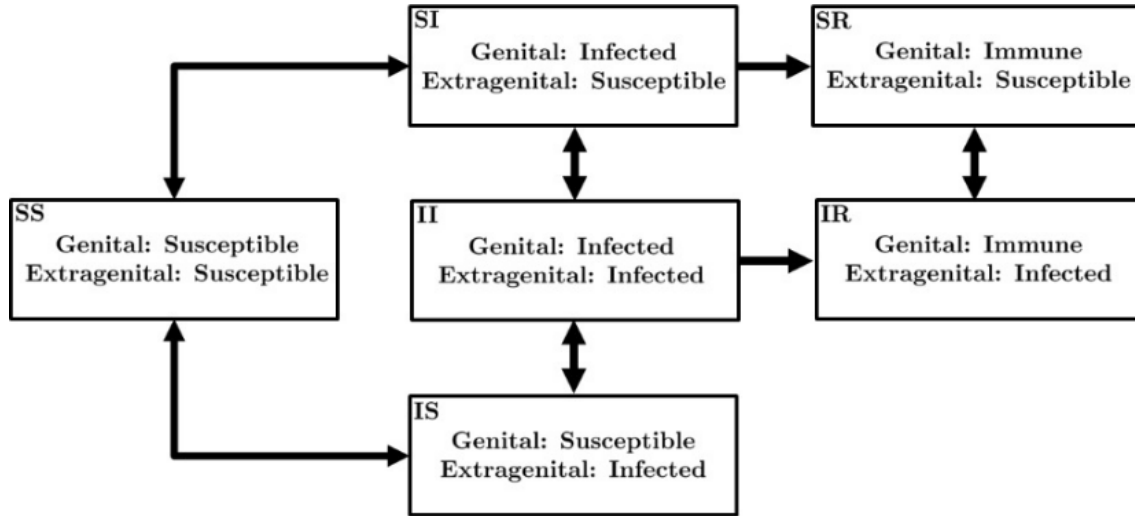 SI
Genital: Infected
Extragenital: Susceptible
SR
Genital: Immune
Extragenital: Susceptible
SS
Genital: Susceptible
Extragenital: Susceptible
II
Genital: Infected
Extragenital: Infected
IR
Genital: Immune
Extragenital: Infected
IS
Genital: Susceptible
Extragenital: Infected